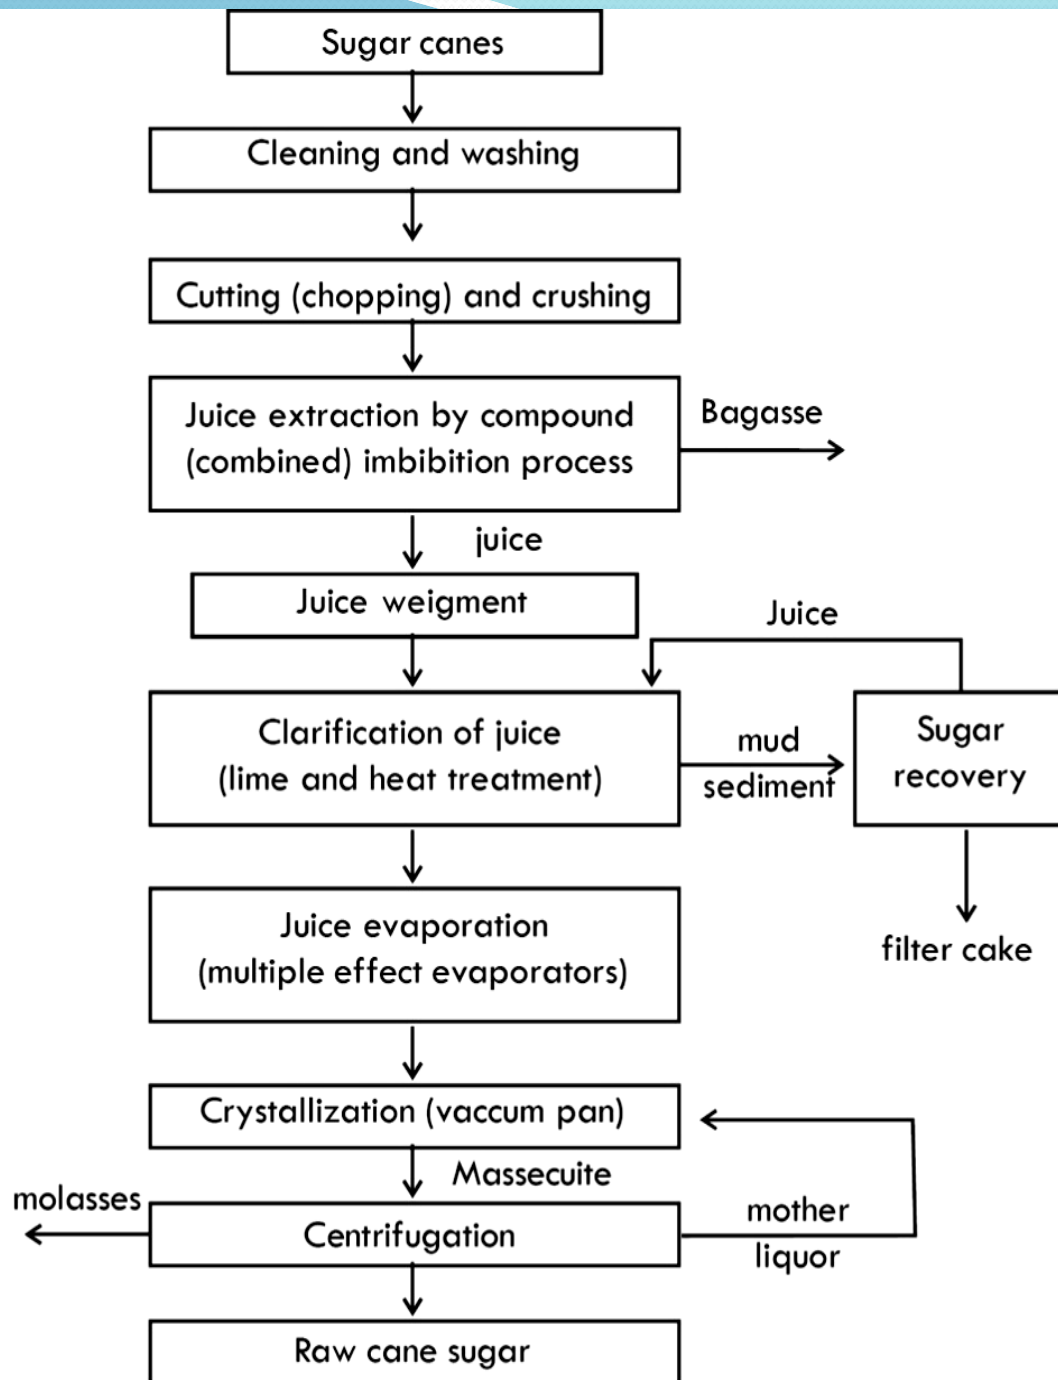 Sugar canes
Cleaning and washing
Cutting (chopping) and crushing
Juice extraction by compound
(combined) imbibition process
Bagasse
juice
Juice weigment
Juice
Clarification of juice
(lime and heat treatment)
mud
sediment
Sugar
recovery
filter cake
Juice evaporation
(multiple effect evaporators)
Crystallization (vaccum pan)
Massecuite
molasses
Centrifugation
mother
liquor
Raw cane sugar